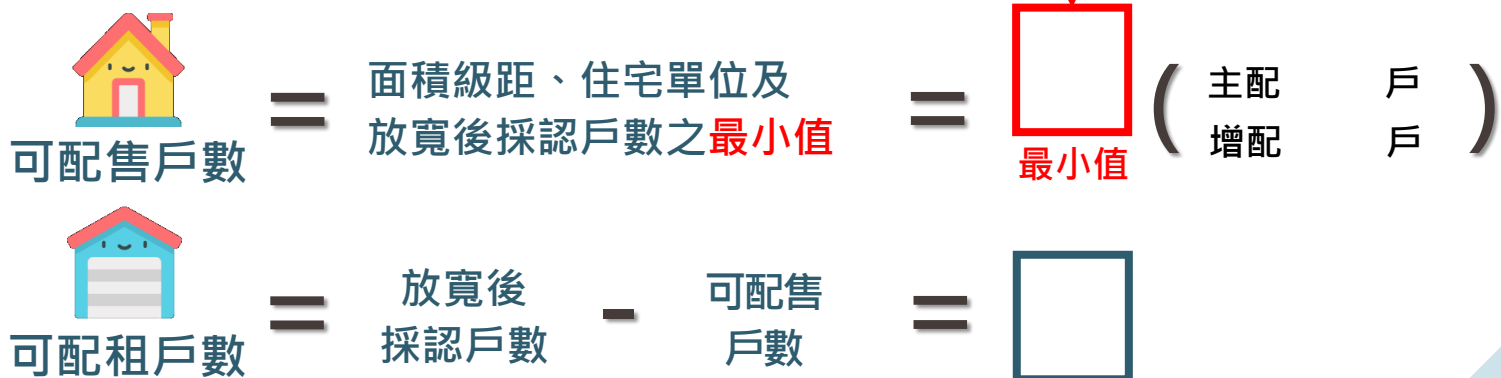 可配售戶數 = 面積級距、住宅單位及
放寬後採認戶數之最小值 = 最小值 ( 主配 戶
增配 戶 )
可配租戶數 = 放寬後
採認戶數 - 可配售
戶數 =